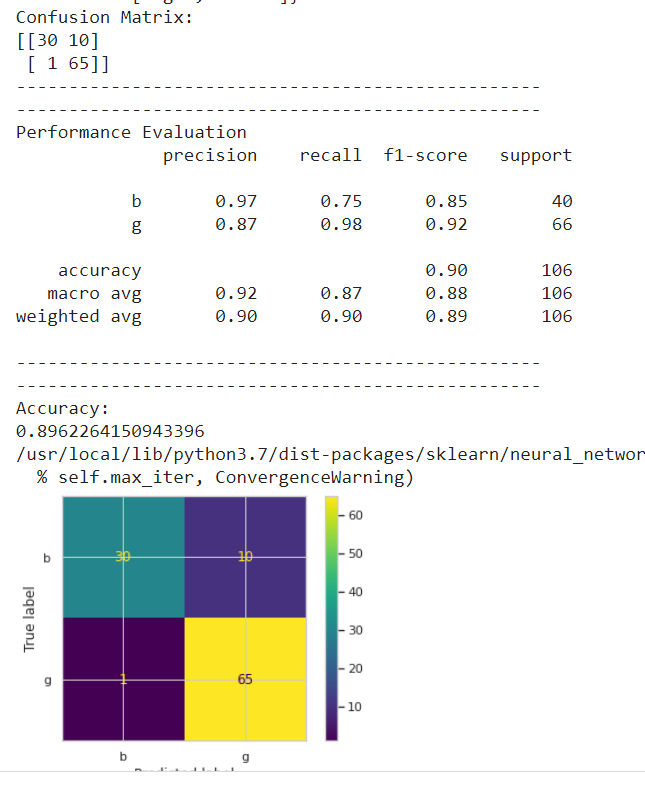 Confusion Matrix:
[[30 10]
[ 1 65]]
--------------------------------------------------
--------------------------------------------------
Performance Evaluation
precision recall f1-score support
b 0.97 0.75 0.85 40
g 0.87 0.98 0.92 66
accuracy 0.90 106
macro avg 0.92 0.87 0.88 106
weighted avg 0.90 0.90 0.89 106
--------------------------------------------------
--------------------------------------------------
Accuracy:
0.8962264150943396
/usr/local/lib/python3.7/dist-packages/sklearn/neural_networ
% self.max_iter, ConvergenceWarning)
True label
b
g
30 10
1 65
b g
60
50
40
30
20
10